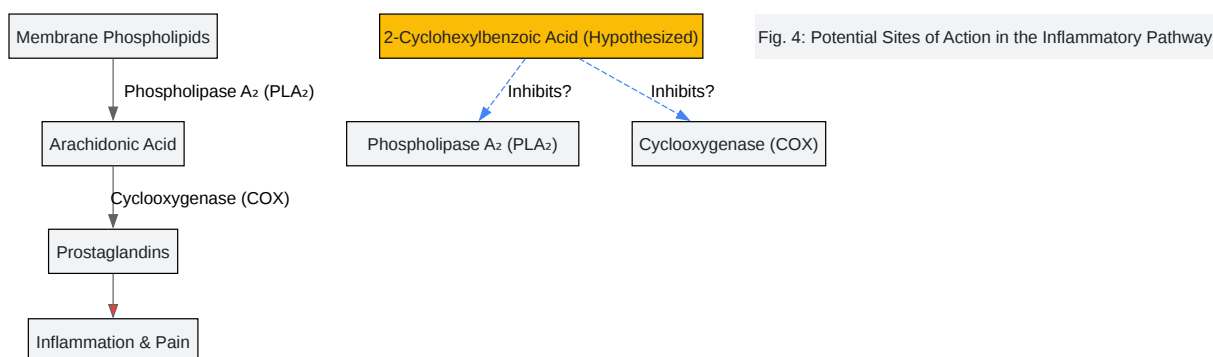 Membrane Phospholipids
2-Cyclohexylbenzoic Acid (Hypothesized)
Fig. 4: Potential Sites of Action in the Inflammatory Pathway
Phospholipase A₂ (PLA₂)
Inhibits?
Inhibits?
Arachidonic Acid
Phospholipase A₂ (PLA₂)
Cyclooxygenase (COX)
Cyclooxygenase (COX)
Prostaglandins
Inflammation & Pain